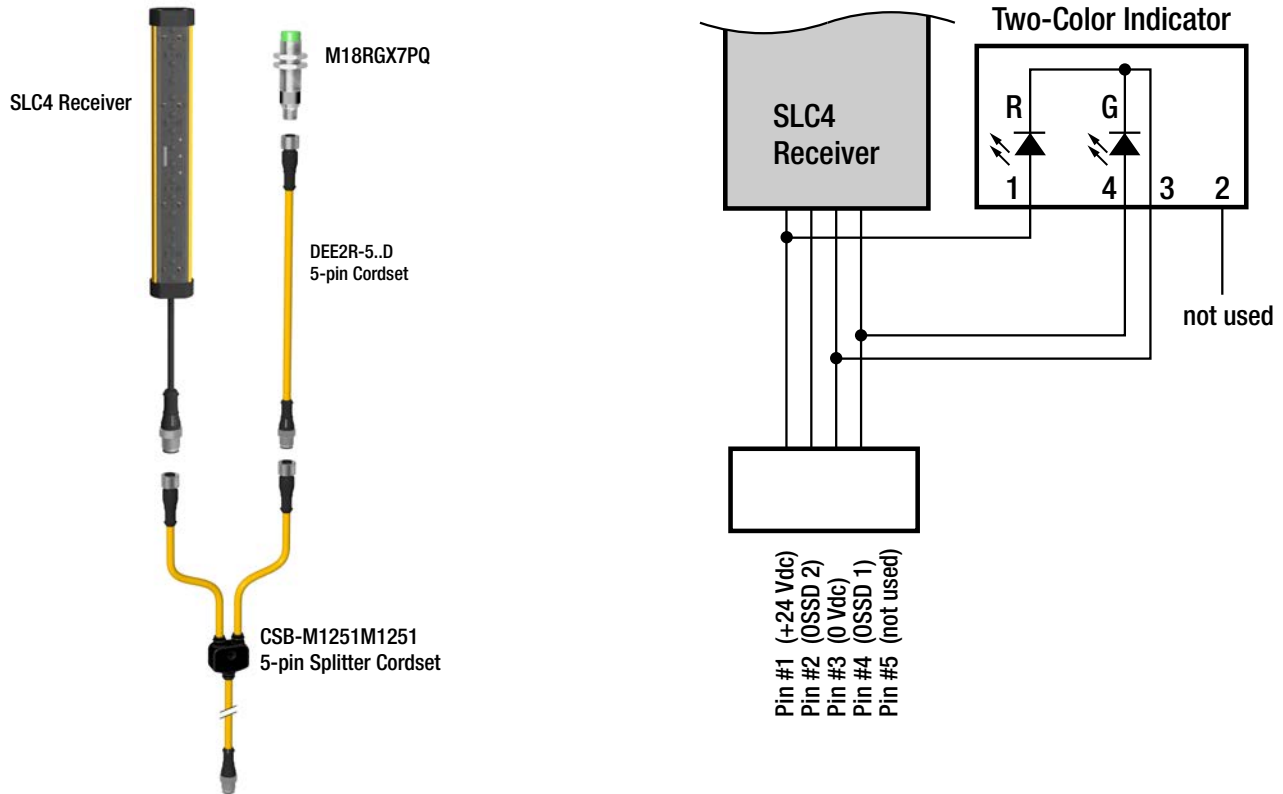 SLC4 Receiver
M18RGX7PQ
DEE2R-5..D
5-pin Cordset
CSB-M1251M1251
5-pin Splitter Cordset
Two-Color Indicator
SLC4
Receiver
R
G
1
4
3
2
not used
Pin #1 (+24 Vdc)
Pin #2 (OSSD 2)
Pin #3 (0 Vdc)
Pin #4 (OSSD 1)
Pin #5 (not used)